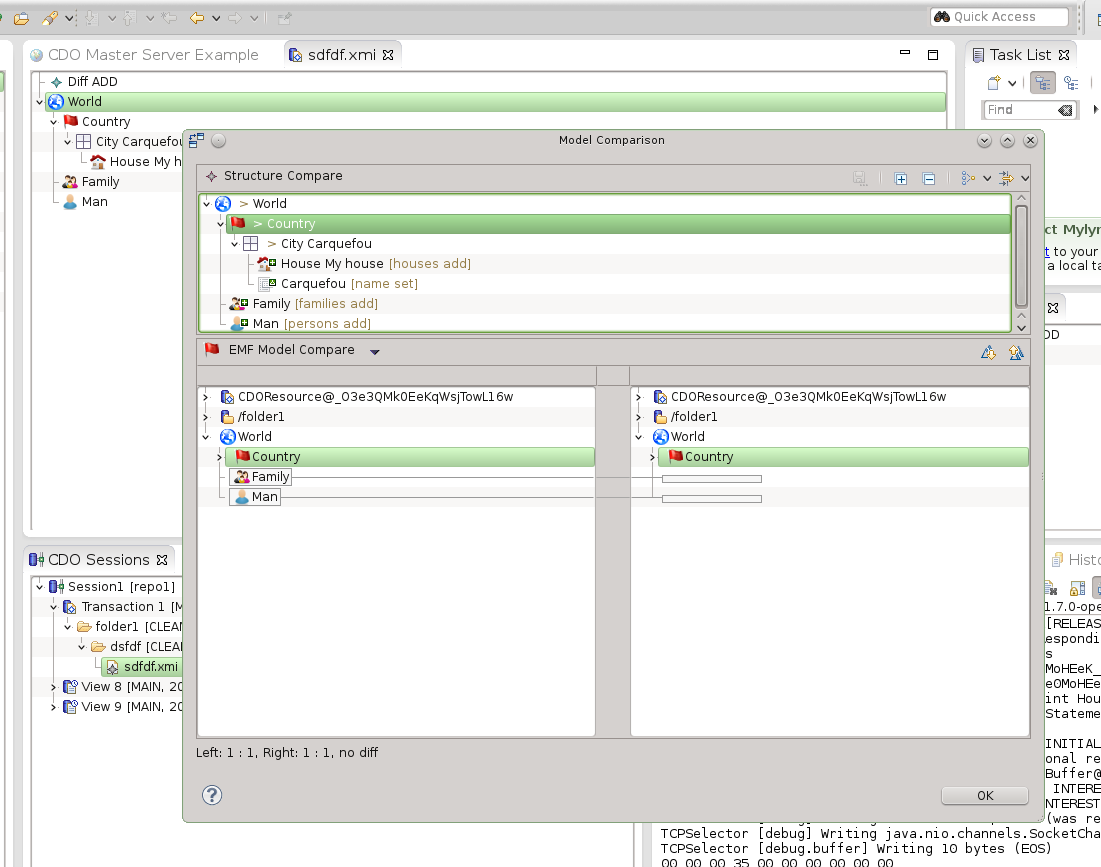 Quick Access
CDO Master Server Example
sdfdf.xmi
Task List
Diff ADD
World
Country
City Carquefou
House My h
Family
Man
Find
Model Comparison
Structure Compare
> World
> Country
> City Carquefou
House My house [houses add]
Carquefou [name set]
Family [families add]
Man [persons add]
ct Mylyn
t to your
a local ta
DD
EMF Model Compare
CDOResource@_O3e3QMk0EeKqWsjTowL16w
/folder1
World
Country
Family
Man
CDOResource@_O3e3QMk0EeKqWsjTowL16w
/folder1
World
Country
Left: 1 : 1, Right: 1 : 1, no diff
OK
CDO Sessions
Session1 [repo1]
Transaction 1 [M
folder1 [CLEAN
dsfdf [CLEA
sdfdf.xmi
View 8 [MAIN, 20
View 9 [MAIN, 20
Histo
1.7.0-ope
[RELEAS
espondi
s
MoHEeK_
eOMoHEe
int Hou
Stateme
INITIAL
onal re
Buffer@
INTERE
NTEREST
(was re
TCPSelector [debug] Writing java.nio.channels.SocketCha
TCPSelector [debug.buffer] Writing 10 bytes (EOS)
00 00 00 35 00 00 00 00 00 00